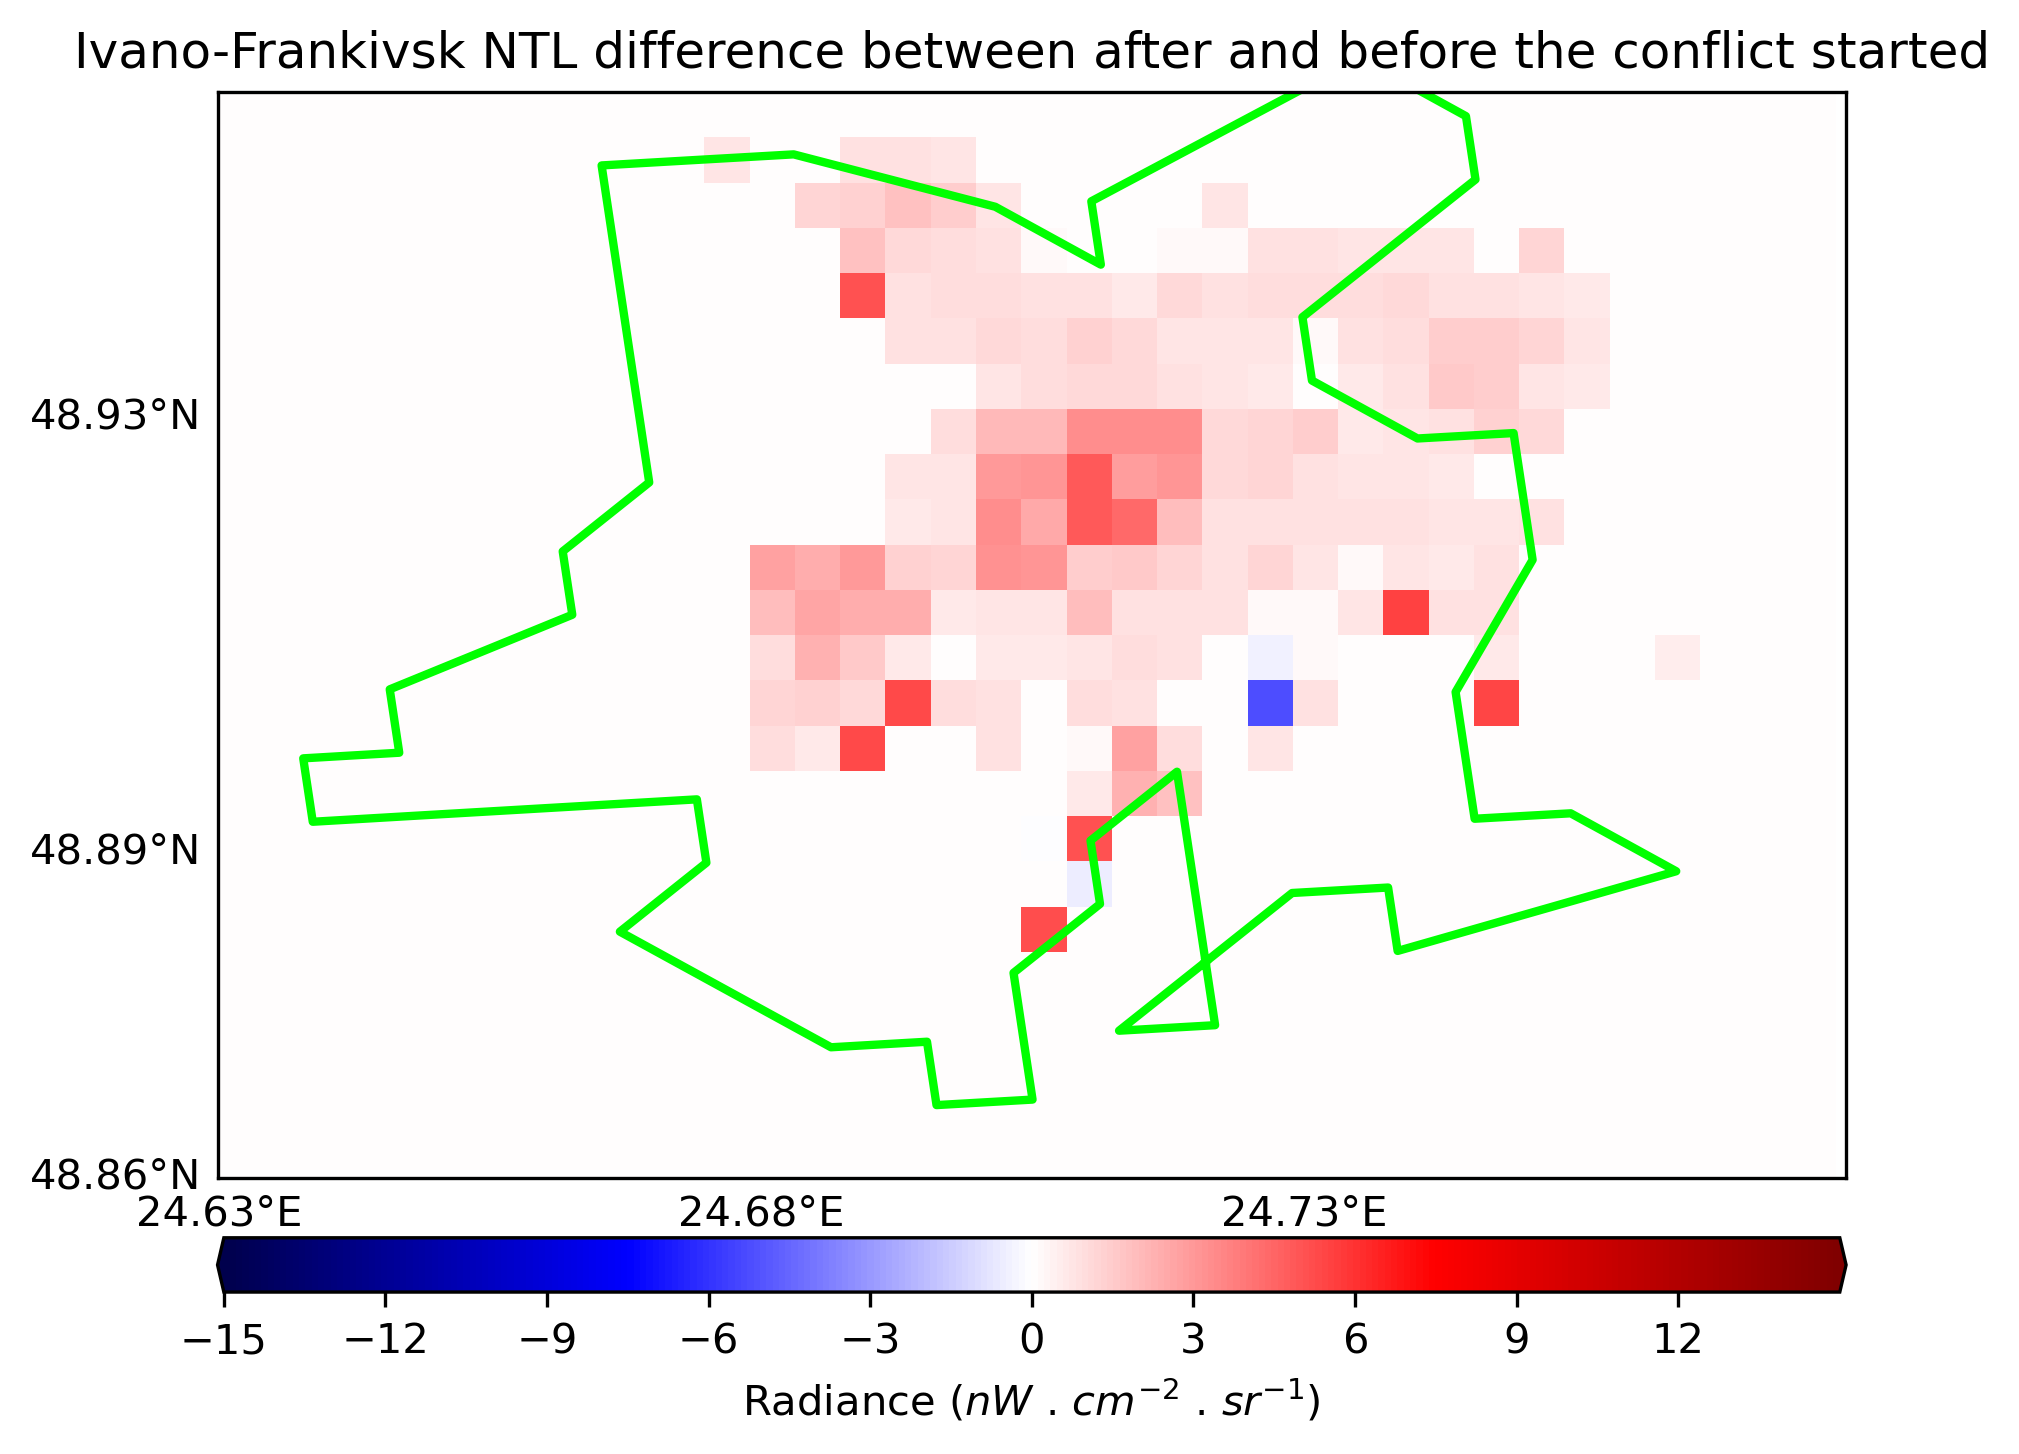 Ivano-Frankivsk NTL difference between after and before the conflict started
48.93°N
48.89°N
48.86°N
24.63°E 24.68°E 24.73°E
−15 −12 −9 −6 −3 0 3 6 9 12
Radiance (nW . cm⁻² . sr⁻¹)